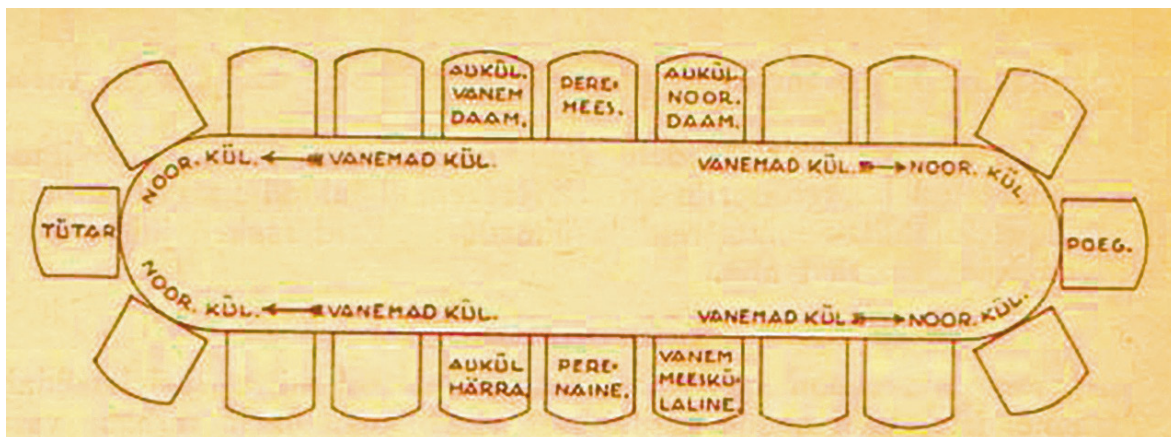 AUKÜL.
VANEM
DAAM.
PERE-
MEES.
AUKÜL.
NOOR.
DAAM.
NOOR. KÜL. VANEMAD KÜL.
VANEMAD KÜL. NOOR. KÜL.
TÜTAR
POEG.
NOOR. KÜL. VANEMAD KÜL.
VANEMAD KÜL. NOOR. KÜL.
AUKÜL
HÄRRA.
PERE-
NAINE.
VANEM
MEESKÜ-
LALINE.